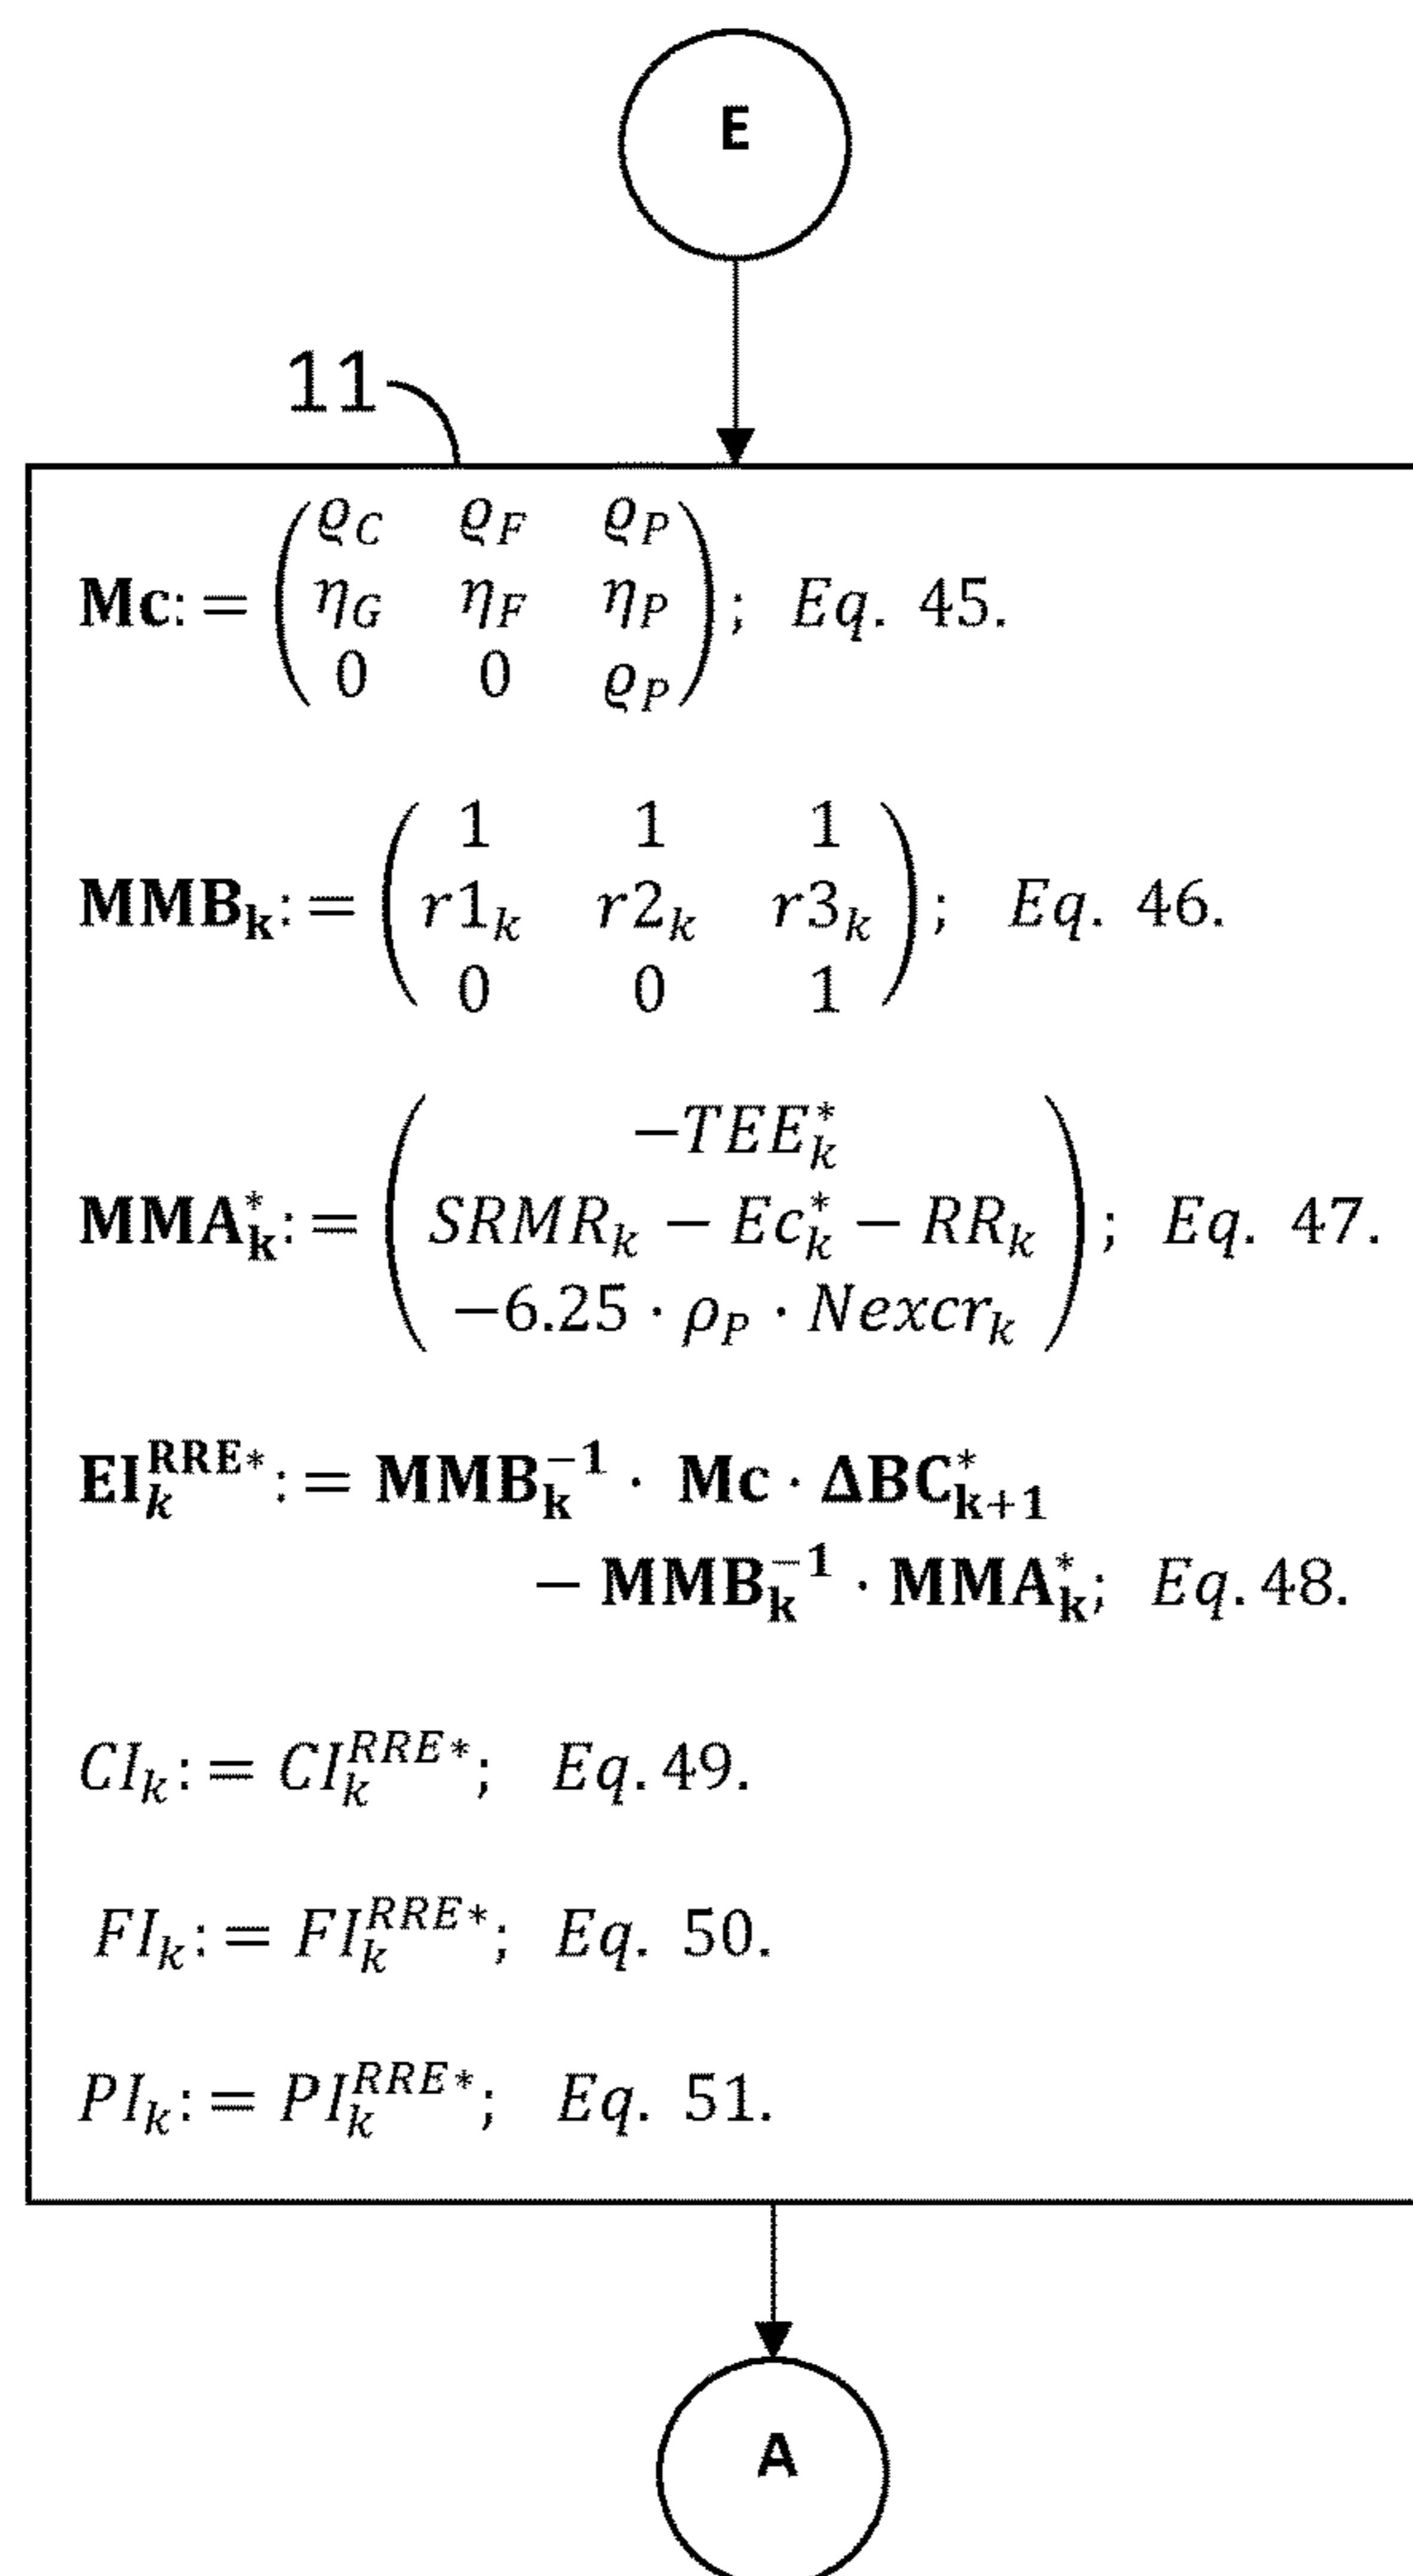 E
11
Mc: = ( ϱ_C ϱ_F ϱ_P
η_G η_F η_P
0 0 ϱ_P ) ; Eq. 45.
MMB_k: = ( 1 1 1
r1_k r2_k r3_k
0 0 1 ) ; Eq. 46.
MMA*_k: = ( −TEE*_k
SRMR_k − Ec*_k − RR_k
−6.25 · ρ_P · Nexcr_k ) ; Eq. 47.
EI_k^RRE*: = MMB_k^−1 · Mc · ΔBC*_k+1
− MMB_k^−1 · MMA*_k; Eq. 48.
CI_k: = CI_k^RRE*; Eq. 49.
FI_k: = FI_k^RRE*; Eq. 50.
PI_k: = PI_k^RRE*; Eq. 51.
A